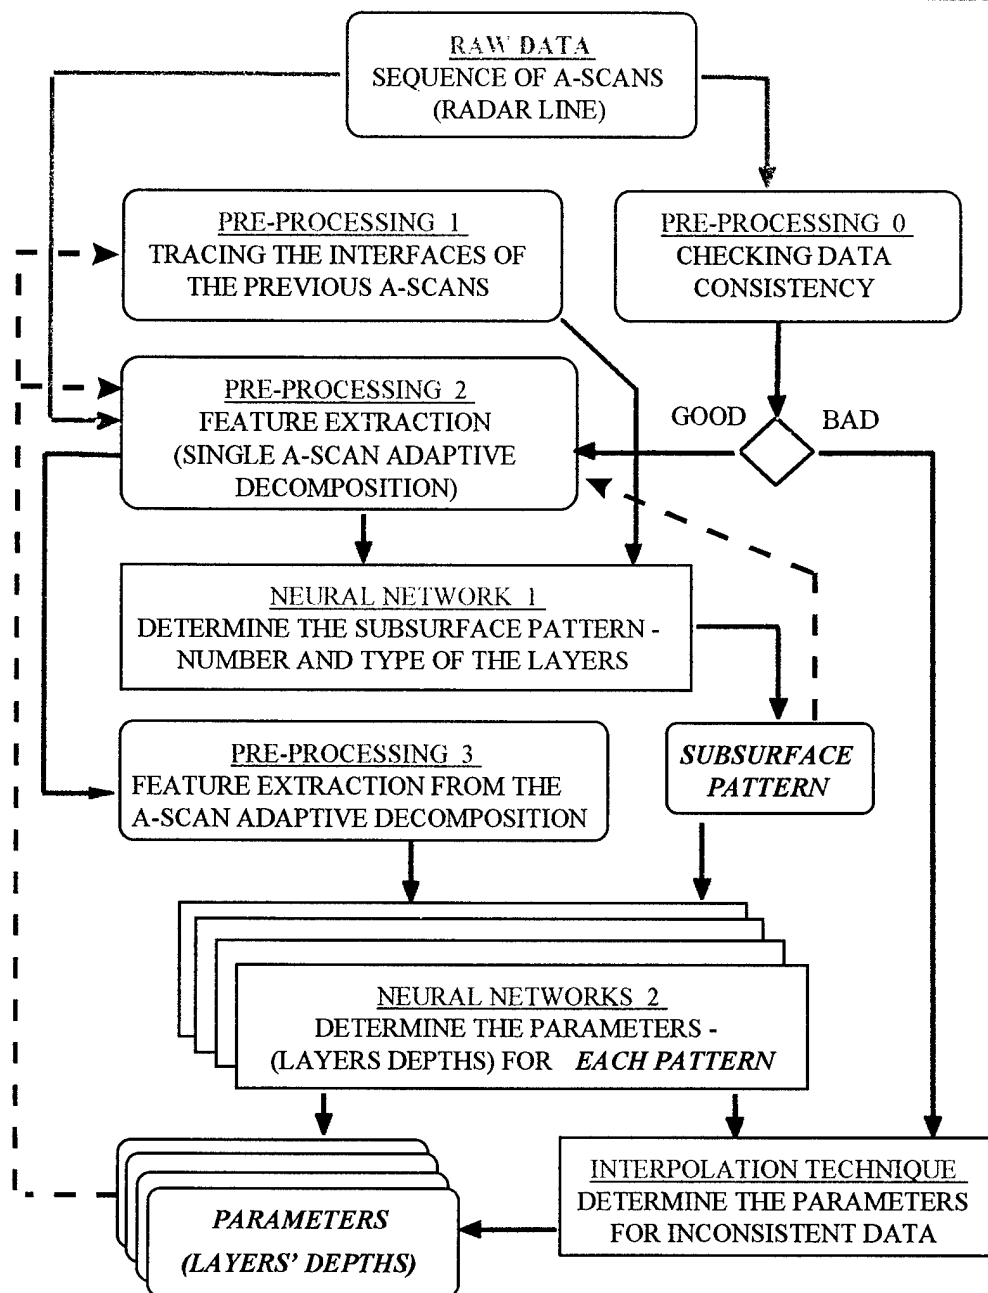 RAW DATA
SEQUENCE OF A-SCANS
(RADAR LINE)
PRE-PROCESSING 1
TRACING THE INTERFACES OF
THE PREVIOUS A-SCANS
PRE-PROCESSING 0
CHECKING DATA
CONSISTENCY
PRE-PROCESSING 2
FEATURE EXTRACTION
(SINGLE A-SCAN ADAPTIVE
DECOMPOSITION)
GOOD
BAD
NEURAL NETWORK 1
DETERMINE THE SUBSURFACE PATTERN -
NUMBER AND TYPE OF THE LAYERS
PRE-PROCESSING 3
FEATURE EXTRACTION FROM THE
A-SCAN ADAPTIVE DECOMPOSITION
SUBSURFACE
PATTERN
NEURAL NETWORKS 2
DETERMINE THE PARAMETERS -
(LAYERS DEPTHS) FOR EACH PATTERN
INTERPOLATION TECHNIQUE
DETERMINE THE PARAMETERS
FOR INCONSISTENT DATA
PARAMETERS
(LAYERS' DEPTHS)